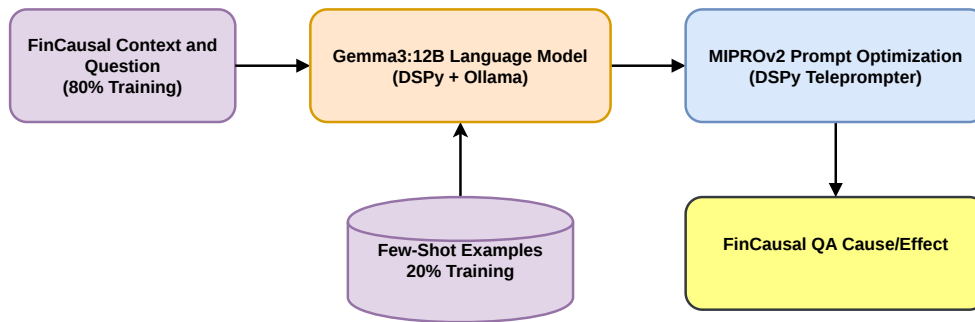 FinCausal Context and
Question
(80% Training)
Gemma3:12B Language Model
(DSPy + Ollama)
MIPROv2 Prompt Optimization
(DSPy Teleprompter)
Few-Shot Examples
20% Training
FinCausal QA Cause/Effect